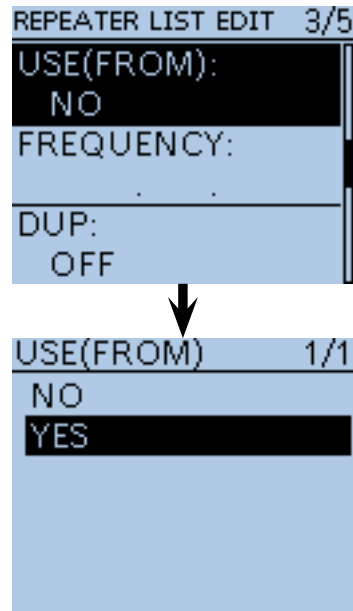 REPEATER LIST EDIT 3/5
USE(FROM):
NO
FREQUENCY:
. .
DUP:
OFF
USE(FROM) 1/1
NO
YES